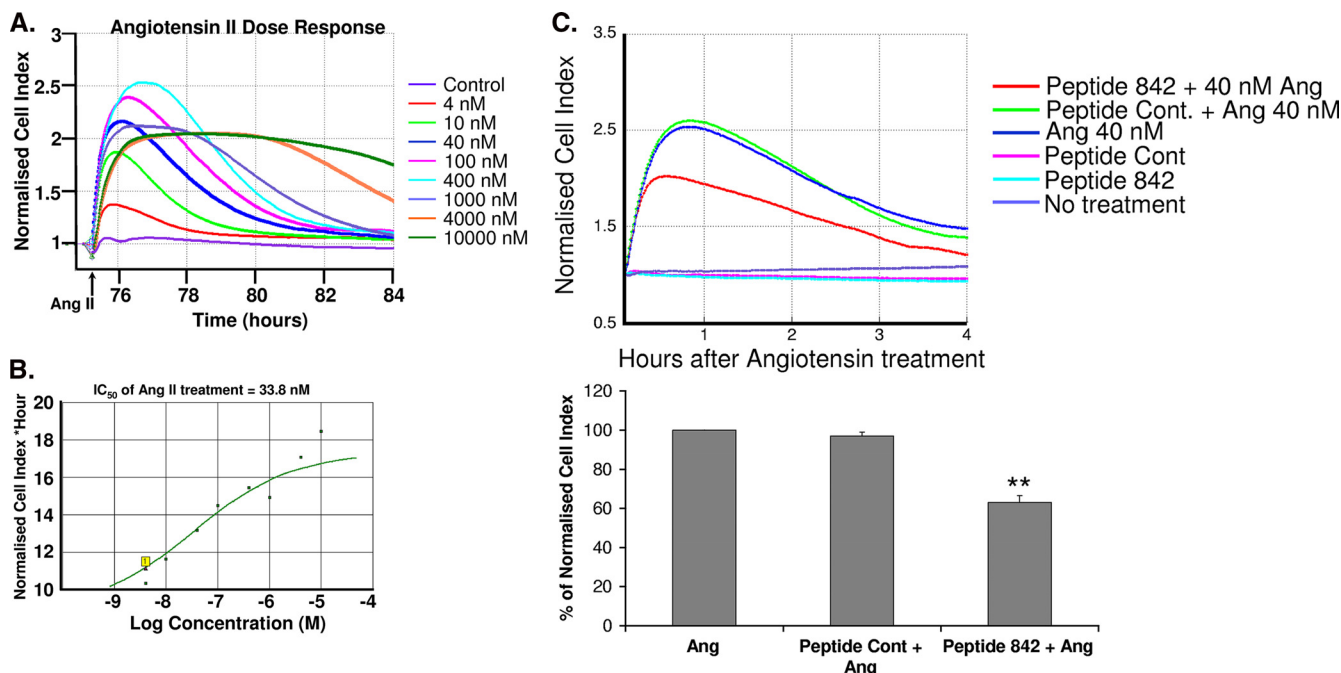 A.
Angiotensin II Dose Response
Normalised Cell Index
3
2.5
2
1.5
1
Ang II
76
78
80
82
84
Time (hours)
Control
4 nM
10 nM
40 nM
100 nM
400 nM
1000 nM
4000 nM
10000 nM
B.
IC50 of Ang II treatment = 33.8 nM
Normalised Cell Index *Hour
20
18
16
14
12
10
1
-9
-8
-7
-6
-5
-4
Log Concentration (M)
C.
Normalised Cell Index
3.5
2.5
1.5
0.5
1
2
3
4
Hours after Angiotensin treatment
Peptide 842 + 40 nM Ang
Peptide Cont. + Ang 40 nM
Ang 40 nM
Peptide Cont
Peptide 842
No treatment
% of Normalised Cell Index
120
100
80
60
40
20
0
**
Ang
Peptide Cont +
Ang
Peptide 842 + Ang